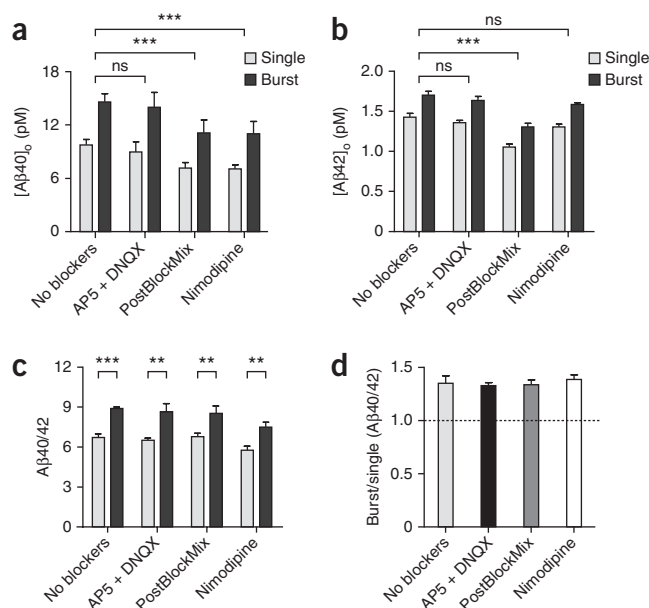 a
***
***
ns
Single
Burst
[Aβ40]o (pM)
18
12
6
0
No blockers
AP5 + DNQX
PostBlockMix
Nimodipine
b
ns
***
ns
Single
Burst
[Aβ42]o (pM)
2.0
1.5
1.0
0.5
0
No blockers
AP5 + DNQX
PostBlockMix
Nimodipine
c
*** ** ** **
Aβ40/42
12
9
6
3
0
No blockers
AP5 + DNQX
PostBlockMix
Nimodipine
d
Burst/single (Aβ40/42)
1.5
1.0
0.5
0
No blockers
AP5 + DNQX
PostBlockMix
Nimodipine